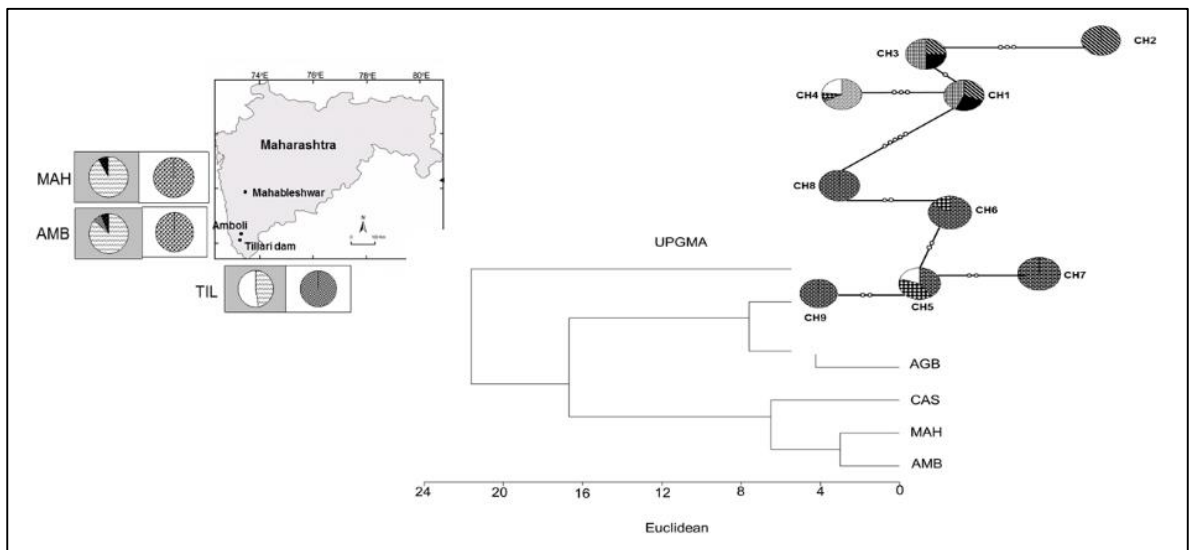 74°E 76°E 78°E 80°E
Maharashtra
Mahableshwar
Amboli
Tillari dam
N
MAH
AMB
TIL
CH3
CH2
CH4
CH1
CH8
CH6
CH9
CH5
CH7
UPGMA
AGB
CAS
MAH
AMB
24 20 16 12 8 4 0
Euclidean